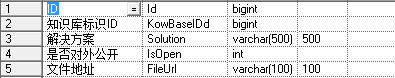 1 ID = Id bigint
2 知识库标识ID KowBaseIDd bigint
3 解决方案 Solution varchar(500) 500
4 是否对外公开 IsOpen int
5 文件地址 FileUrl varchar(100) 100